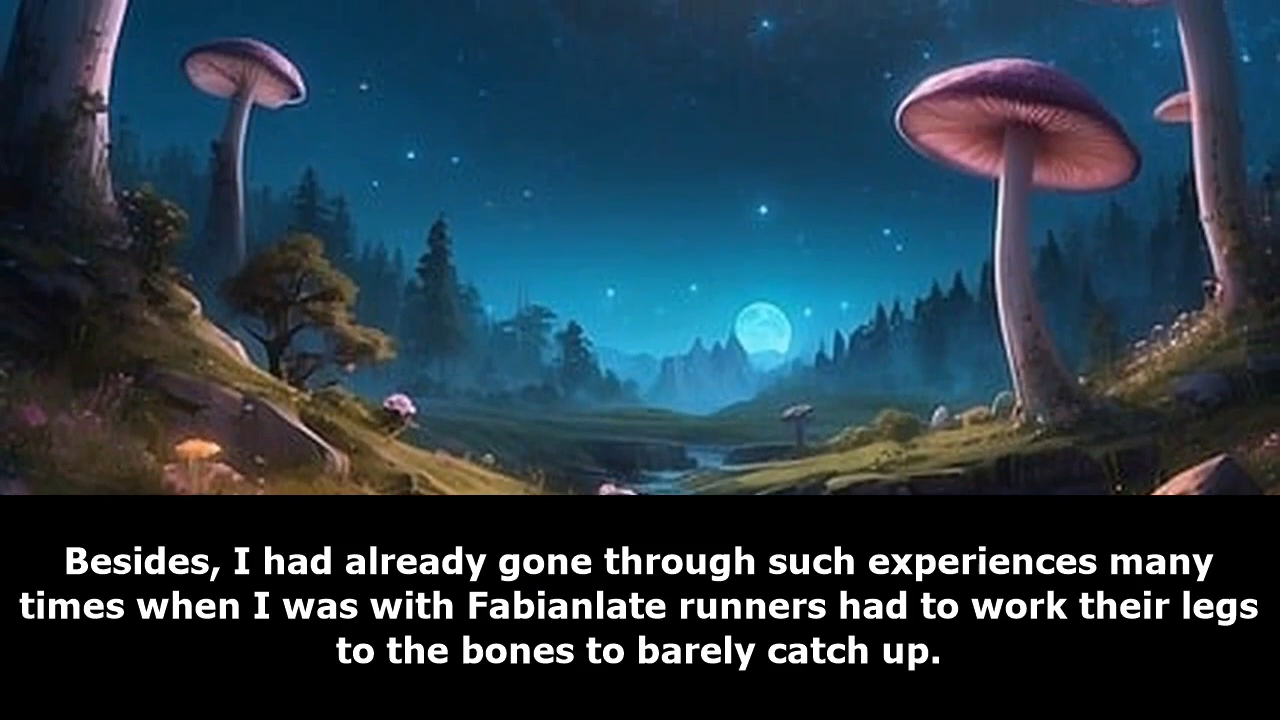 Besides, I had already gone through such experiences many
times when I was with Fabianlate runners had to work their legs
to the bones to barely catch up.